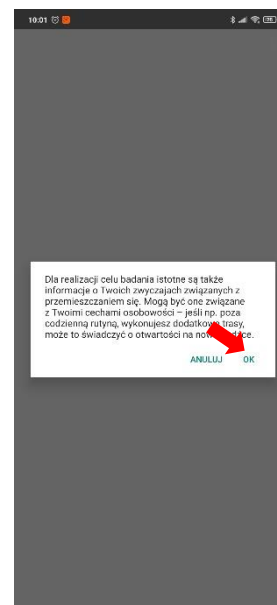 10:01
Dla realizacji celu badania istotne są także
informacje o Twoich zwyczajach związanych z
przemieszczaniem się. Mogą być one związane
z Twoimi cechami osobowości – jeśli np. poza
codzienną rutyną, wykonujesz dodatkowe trasy,
może to świadczyć o otwartości na
ANULUJ OK